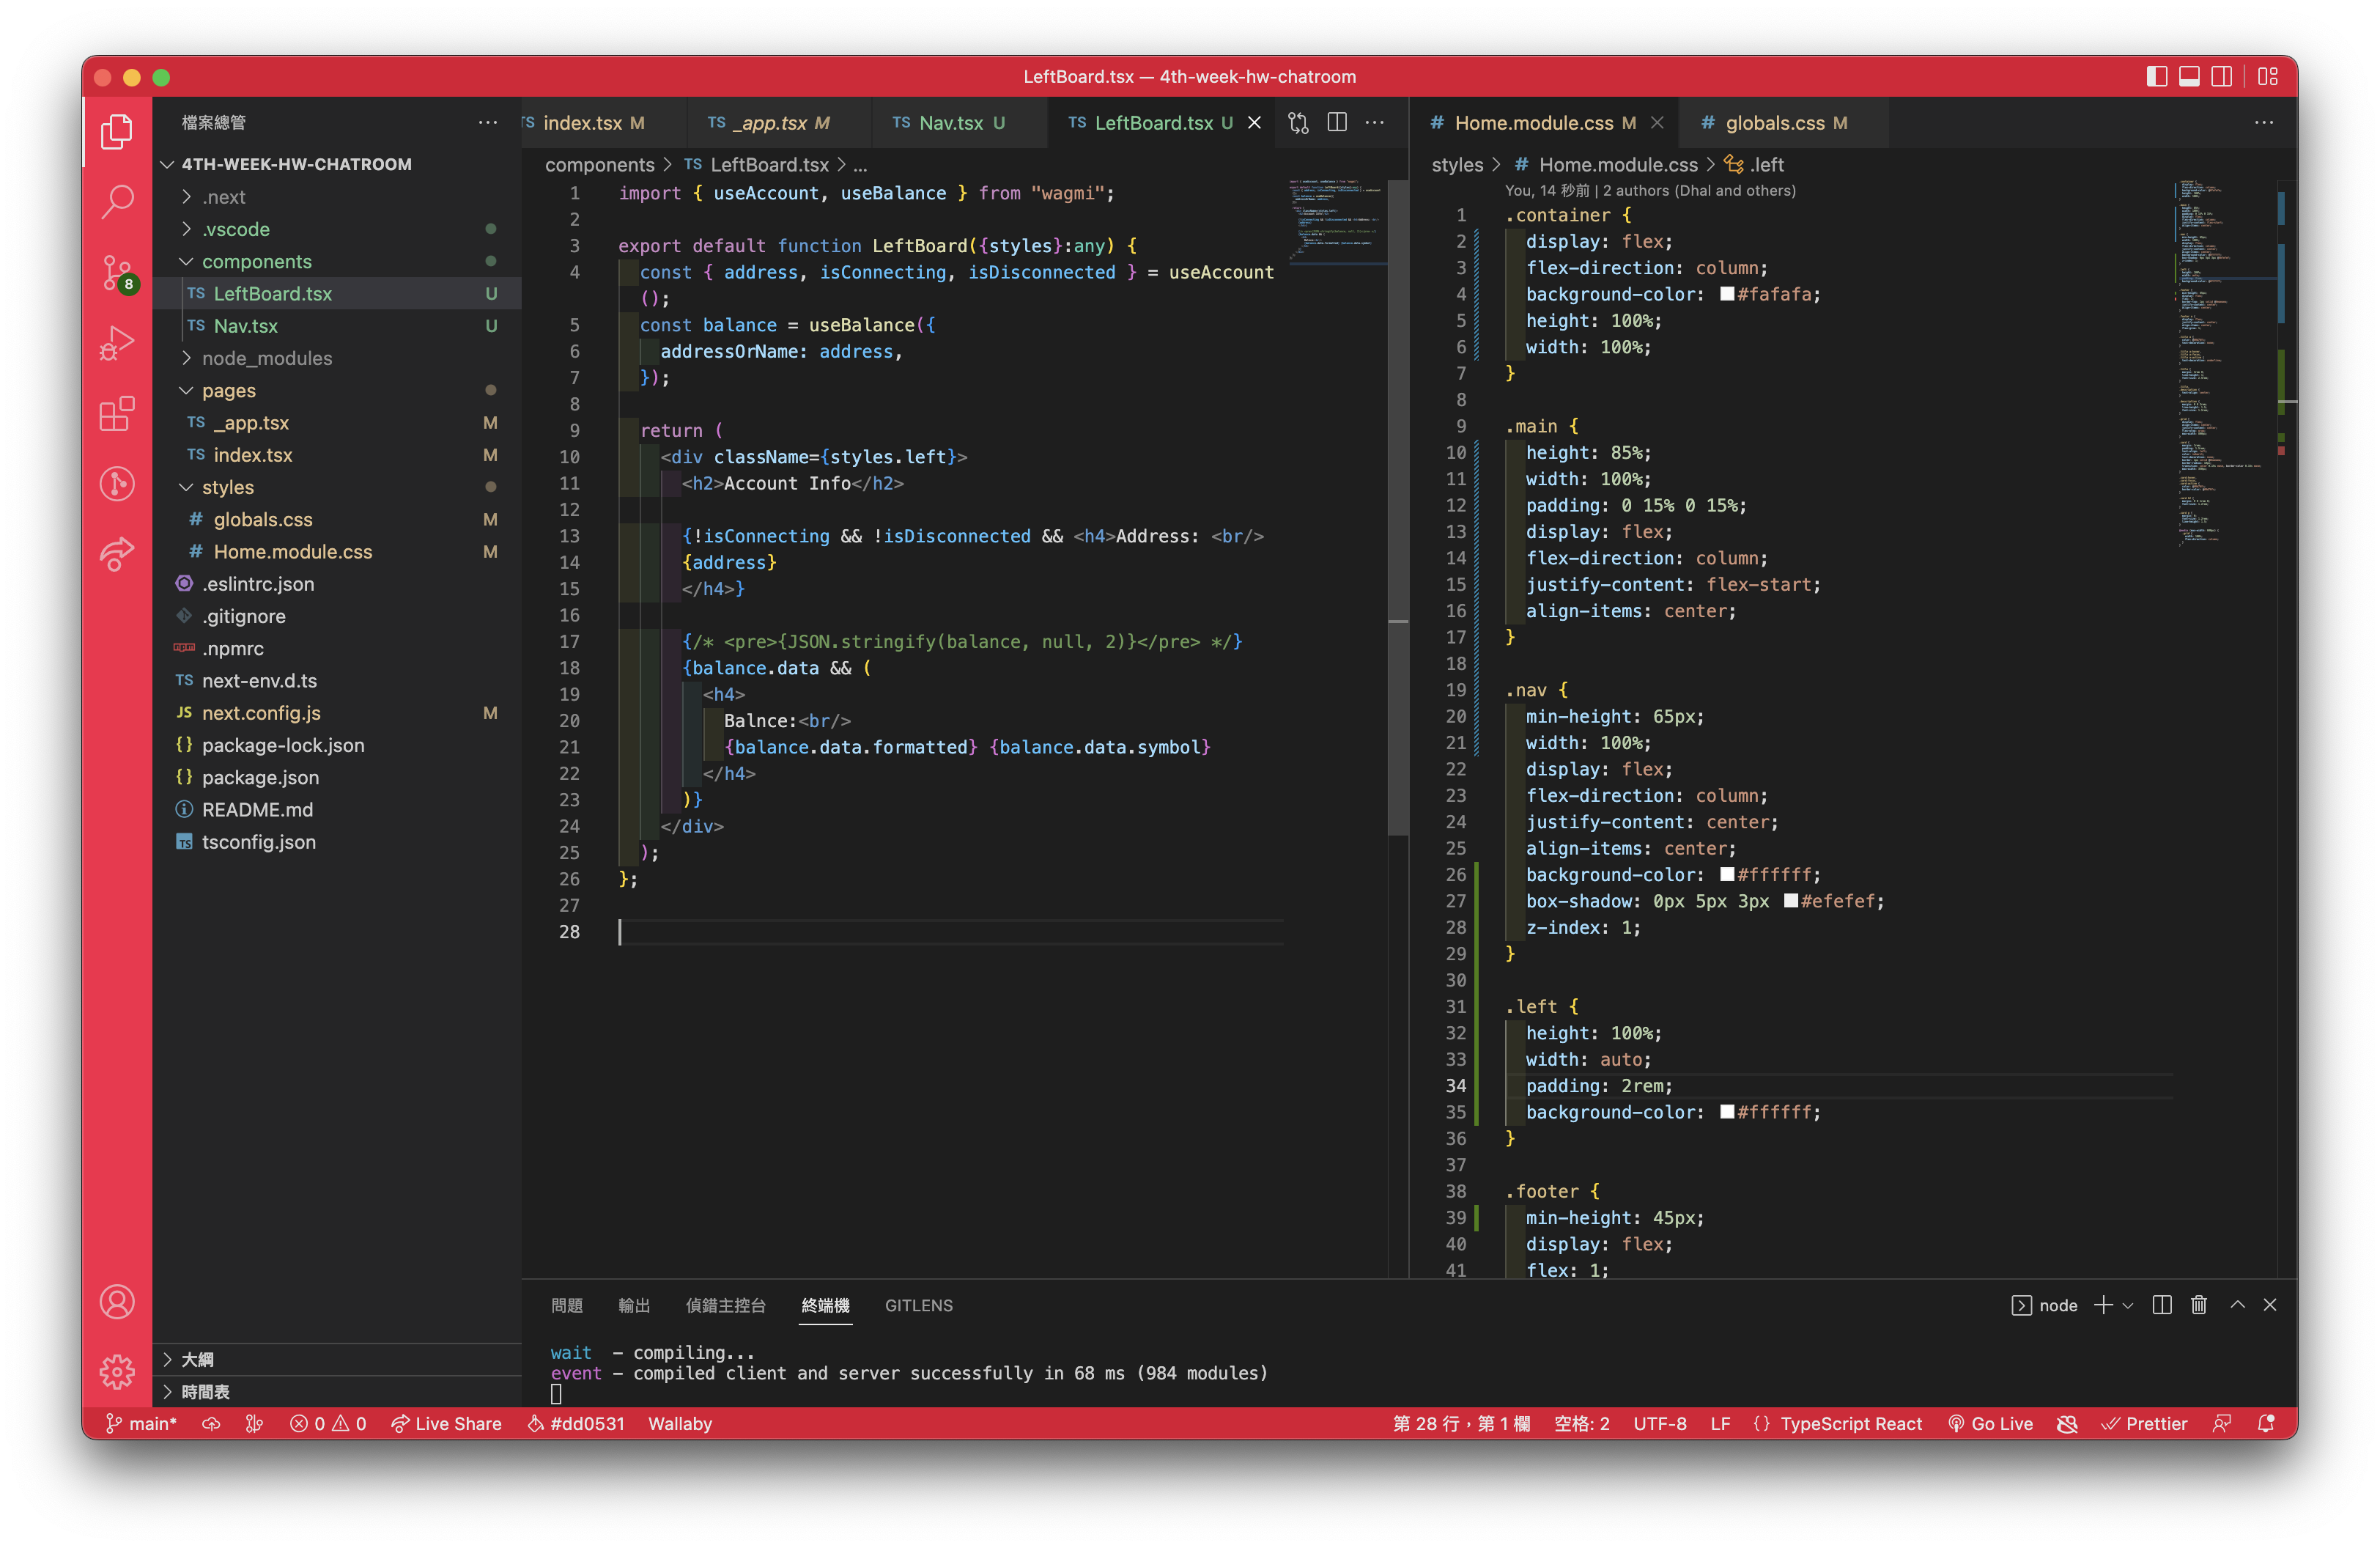 LeftBoard.tsx — 4th-week-hw-chatroom
檔案總管
4TH-WEEK-HW-CHATROOM
.next
.vscode
components
TS LeftBoard.tsx U
TS Nav.tsx U
node_modules
pages
TS _app.tsx M
TS index.tsx M
styles
# globals.css M
# Home.module.css M
.eslintrc.json
.gitignore
.npmrc
TS next-env.d.ts
JS next.config.js M
{} package-lock.json
{} package.json
README.md
TS tsconfig.json
大綱
時間表
8
TS index.tsx M
TS _app.tsx M
TS Nav.tsx U
TS LeftBoard.tsx U
components > TS LeftBoard.tsx > ...
1 import { useAccount, useBalance } from "wagmi";
2
3 export default function LeftBoard({styles}:any) {
4 const { address, isConnecting, isDisconnected } = useAccount
();
5 const balance = useBalance({
6 addressOrName: address,
7 });
8
9 return (
10 <div className={styles.left}>
11 <h2>Account Info</h2>
12
13 {!isConnecting && !isDisconnected && <h4>Address: <br/>
14 {address}
15 </h4>}
16
17 {/* <pre>{JSON.stringify(balance, null, 2)}</pre> */}
18 {balance.data && (
19 <h4>
20 Balnce:<br/>
21 {balance.data.formatted} {balance.data.symbol}
22 </h4>
23 )}
24 </div>
25 );
26 };
27
28
# Home.module.css M
# globals.css M
styles > # Home.module.css > .left
You, 14 秒前 | 2 authors (Dhal and others)
1 .container {
2 display: flex;
3 flex-direction: column;
4 background-color: #fafafa;
5 height: 100%;
6 width: 100%;
7 }
8
9 .main {
10 height: 85%;
11 width: 100%;
12 padding: 0 15% 0 15%;
13 display: flex;
14 flex-direction: column;
15 justify-content: flex-start;
16 align-items: center;
17 }
18
19 .nav {
20 min-height: 65px;
21 width: 100%;
22 display: flex;
23 flex-direction: column;
24 justify-content: center;
25 align-items: center;
26 background-color: #ffffff;
27 box-shadow: 0px 5px 3px #efefef;
28 z-index: 1;
29 }
30
31 .left {
32 height: 100%;
33 width: auto;
34 padding: 2rem;
35 background-color: #ffffff;
36 }
37
38 .footer {
39 min-height: 45px;
40 display: flex;
41 flex: 1;
問題 輸出 偵錯主控台 終端機 GITLENS
node
wait - compiling...
event - compiled client and server successfully in 68 ms (984 modules)
main* 0 0 Live Share #dd0531 Wallaby
第 28 行，第 1 欄 空格: 2 UTF-8 LF {} TypeScript React Go Live Prettier